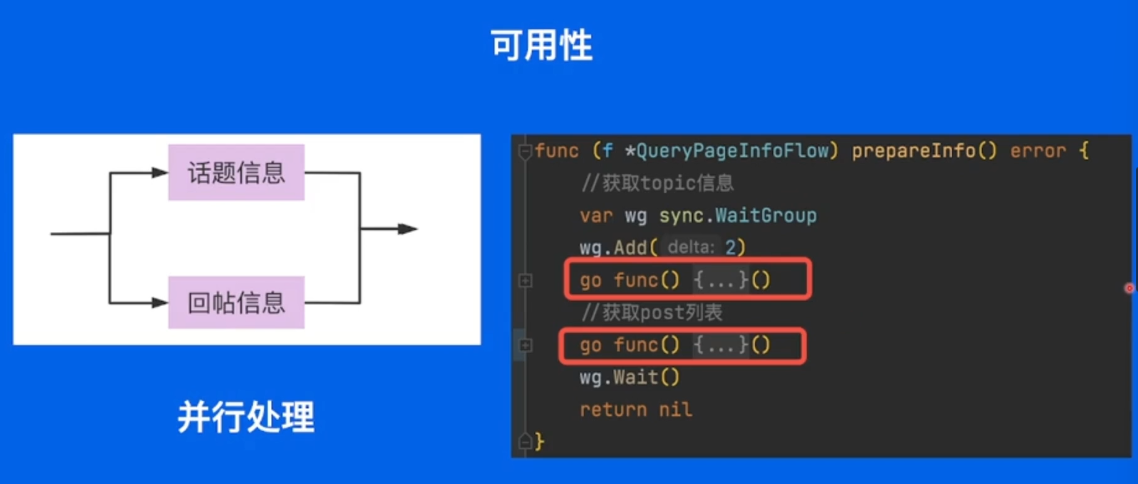 可用性
话题信息
回帖信息
并行处理
func (f *QueryPageInfoFlow) prepareInfo() error {
//获取topic信息
var wg sync.WaitGroup
wg.Add( delta: 2)
go func() {...}()
//获取post列表
go func() {...}()
wg.Wait()
return nil
}